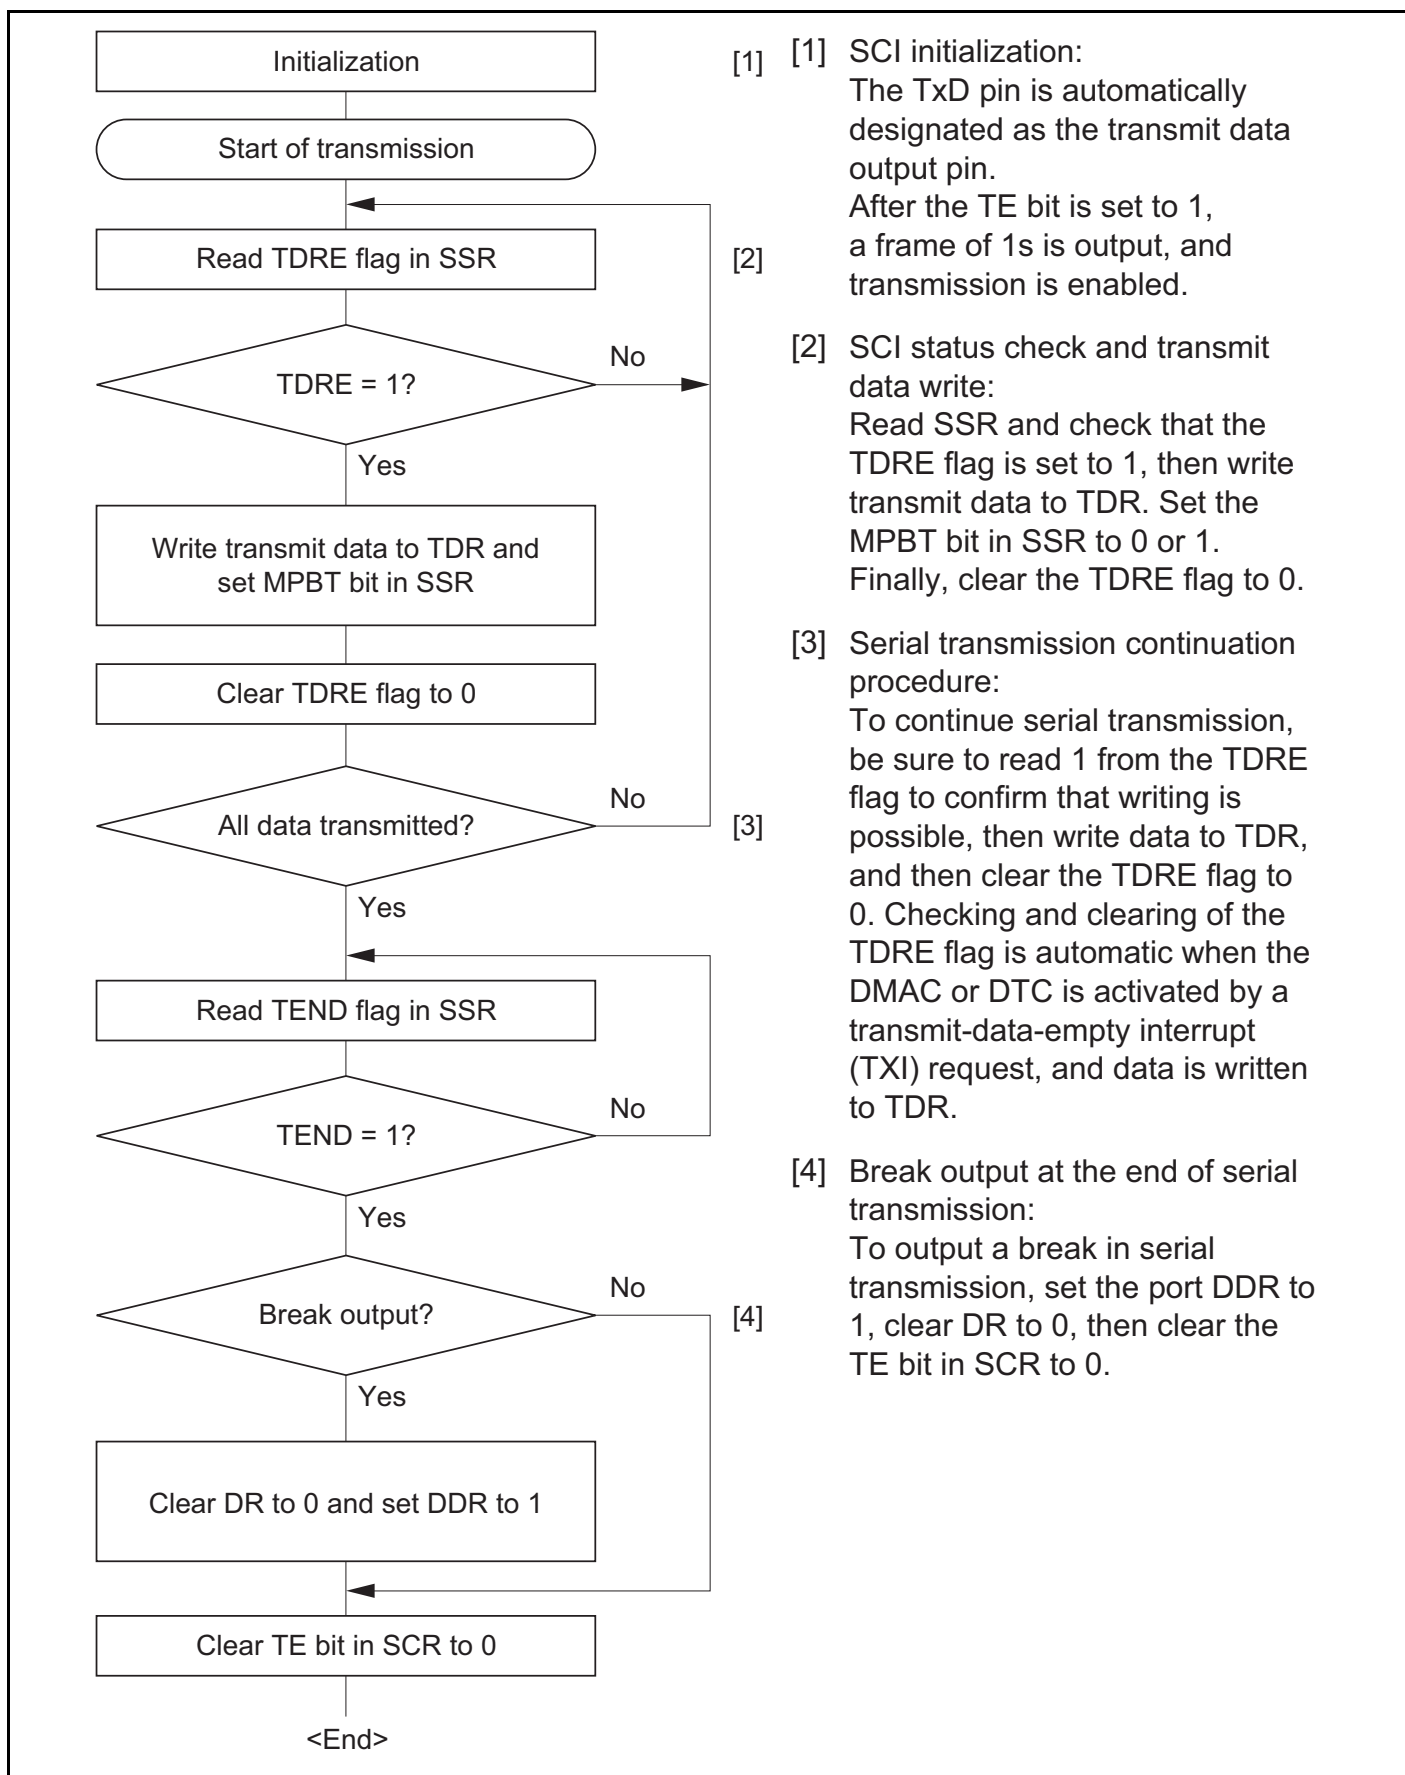 Initialization
[1]
Start of transmission
Read TDRE flag in SSR
[2]
TDRE = 1?
No
Yes
Write transmit data to TDR and
set MPBT bit in SSR
Clear TDRE flag to 0
All data transmitted?
No
[3]
Yes
Read TEND flag in SSR
TEND = 1?
No
Yes
Break output?
No
[4]
Yes
Clear DR to 0 and set DDR to 1
Clear TE bit in SCR to 0
<End>
[1] SCI initialization:
The TxD pin is automatically
designated as the transmit data
output pin.
After the TE bit is set to 1,
a frame of 1s is output, and
transmission is enabled.
[2] SCI status check and transmit
data write:
Read SSR and check that the
TDRE flag is set to 1, then write
transmit data to TDR. Set the
MPBT bit in SSR to 0 or 1.
Finally, clear the TDRE flag to 0.
[3] Serial transmission continuation
procedure:
To continue serial transmission,
be sure to read 1 from the TDRE
flag to confirm that writing is
possible, then write data to TDR,
and then clear the TDRE flag to
0. Checking and clearing of the
TDRE flag is automatic when the
DMAC or DTC is activated by a
transmit-data-empty interrupt
(TXI) request, and data is written
to TDR.
[4] Break output at the end of serial
transmission:
To output a break in serial
transmission, set the port DDR to
1, clear DR to 0, then clear the
TE bit in SCR to 0.